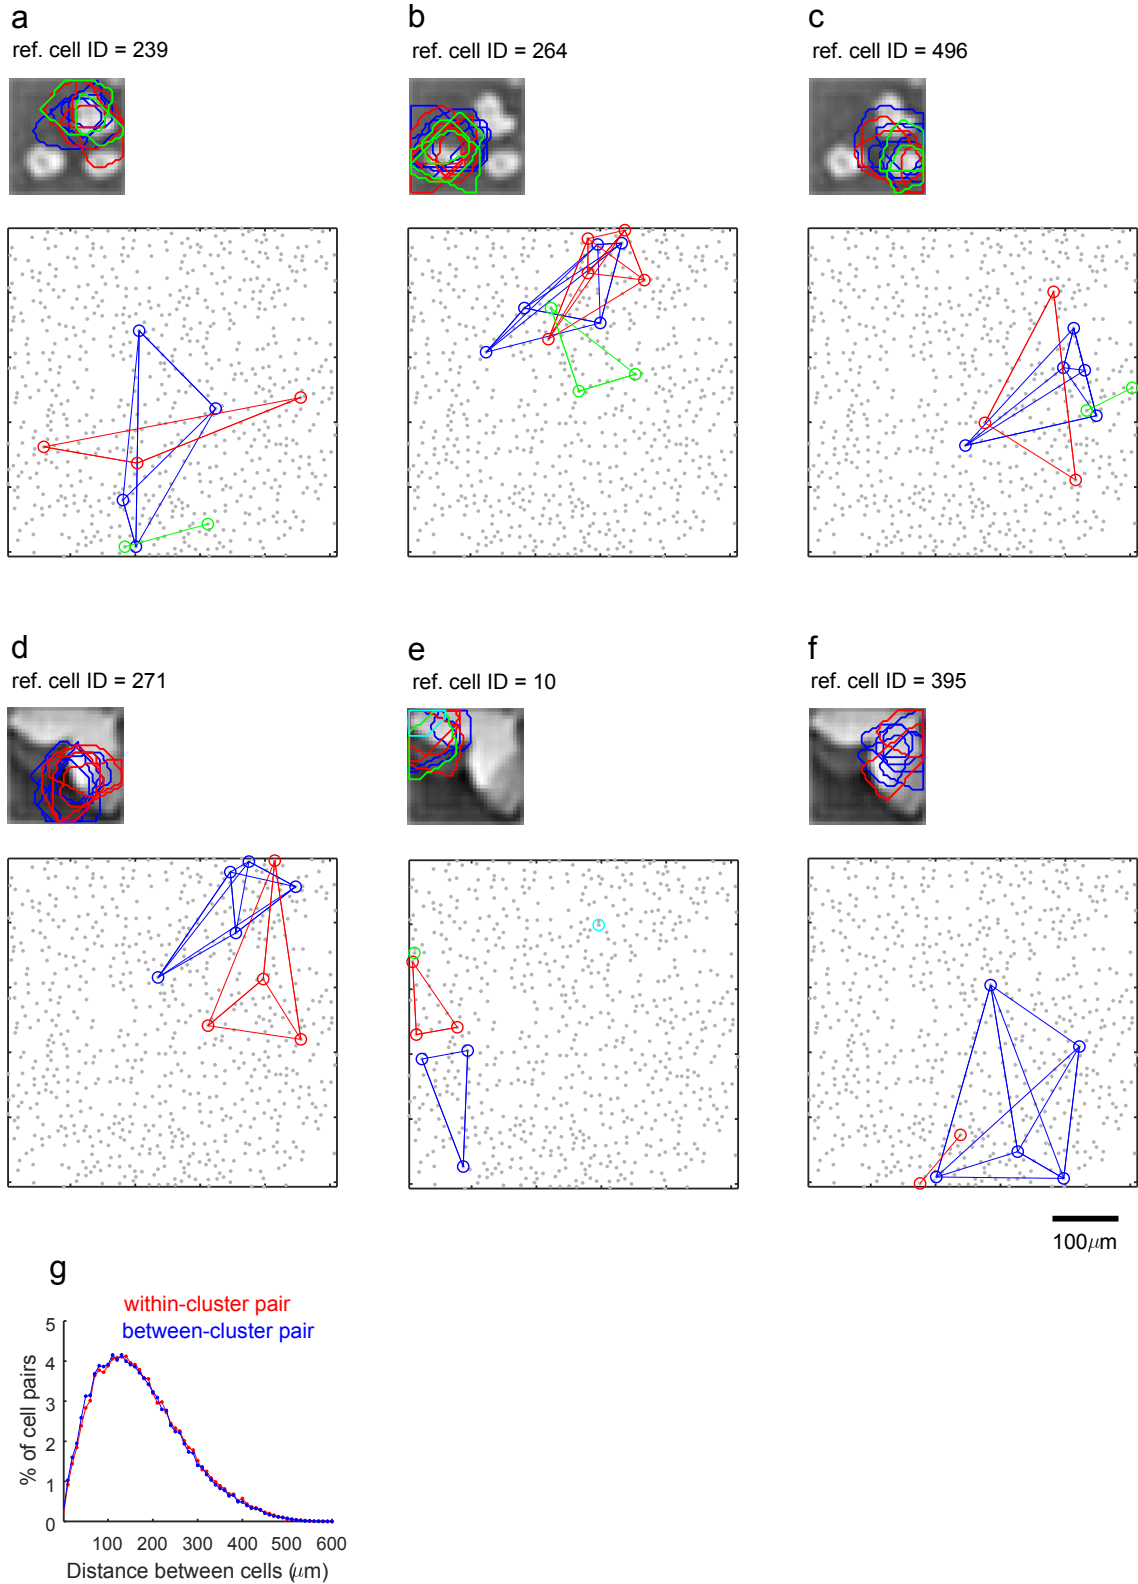 a
ref. cell ID = 239
b
ref. cell ID = 264
c
ref. cell ID = 496
d
ref. cell ID = 271
e
ref. cell ID = 10
f
ref. cell ID = 395
100μm
g
within-cluster pair
between-cluster pair
5
4
3
2
1
0
% of cell pairs
100 200 300 400 500 600
Distance between cells (μm)